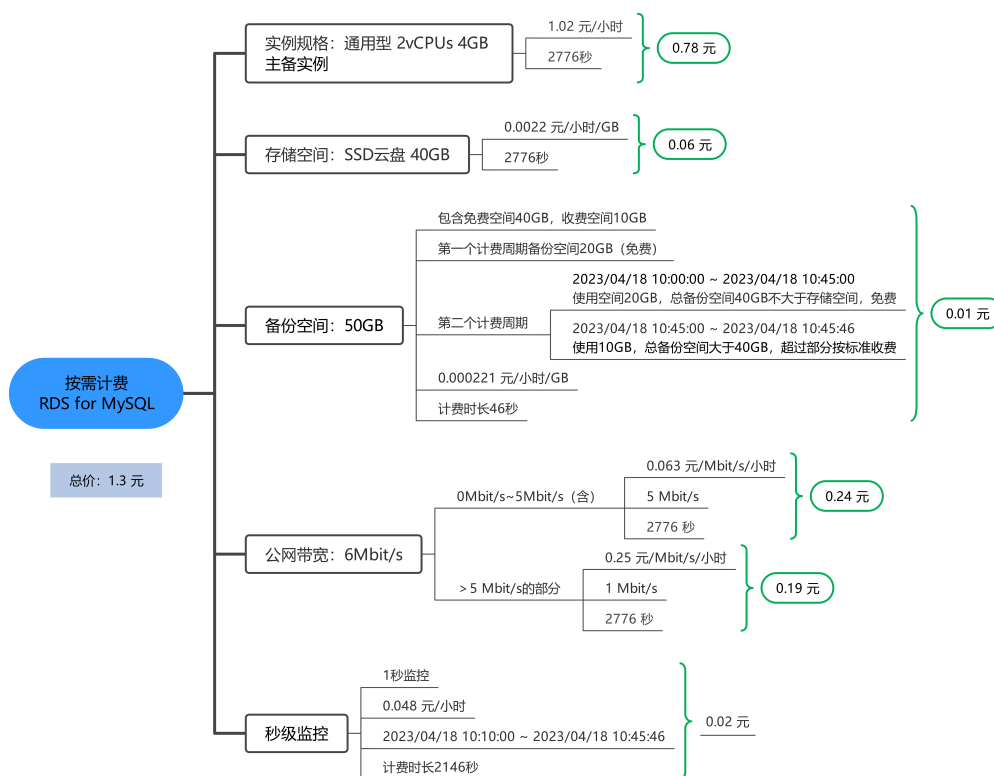 按需计费
RDS for MySQL
总价：1.3 元
实例规格：通用型 2vCPUs 4GB
主备实例
1.02 元/小时
2776秒
0.78 元
存储空间：SSD云盘 40GB
0.0022 元/小时/GB
2776秒
0.06 元
备份空间：50GB
包含免费空间40GB，收费空间10GB
第一个计费周期备份空间20GB（免费）
第二个计费周期
2023/04/18 10:00:00 ~ 2023/04/18 10:45:00
使用空间20GB，总备份空间40GB不大于存储空间，免费
2023/04/18 10:45:00 ~ 2023/04/18 10:45:46
使用10GB，总备份空间大于40GB，超过部分按标准收费
0.000221 元/小时/GB
计费时长46秒
0.01 元
公网带宽：6Mbit/s
0Mbit/s~5Mbit/s（含）
0.063 元/Mbit/s/小时
5 Mbit/s
2776 秒
0.24 元
＞5 Mbit/s的部分
0.25 元/Mbit/s/小时
1 Mbit/s
2776 秒
0.19 元
秒级监控
1秒监控
0.048 元/小时
2023/04/18 10:10:00 ~ 2023/04/18 10:45:46
计费时长2146秒
0.02 元